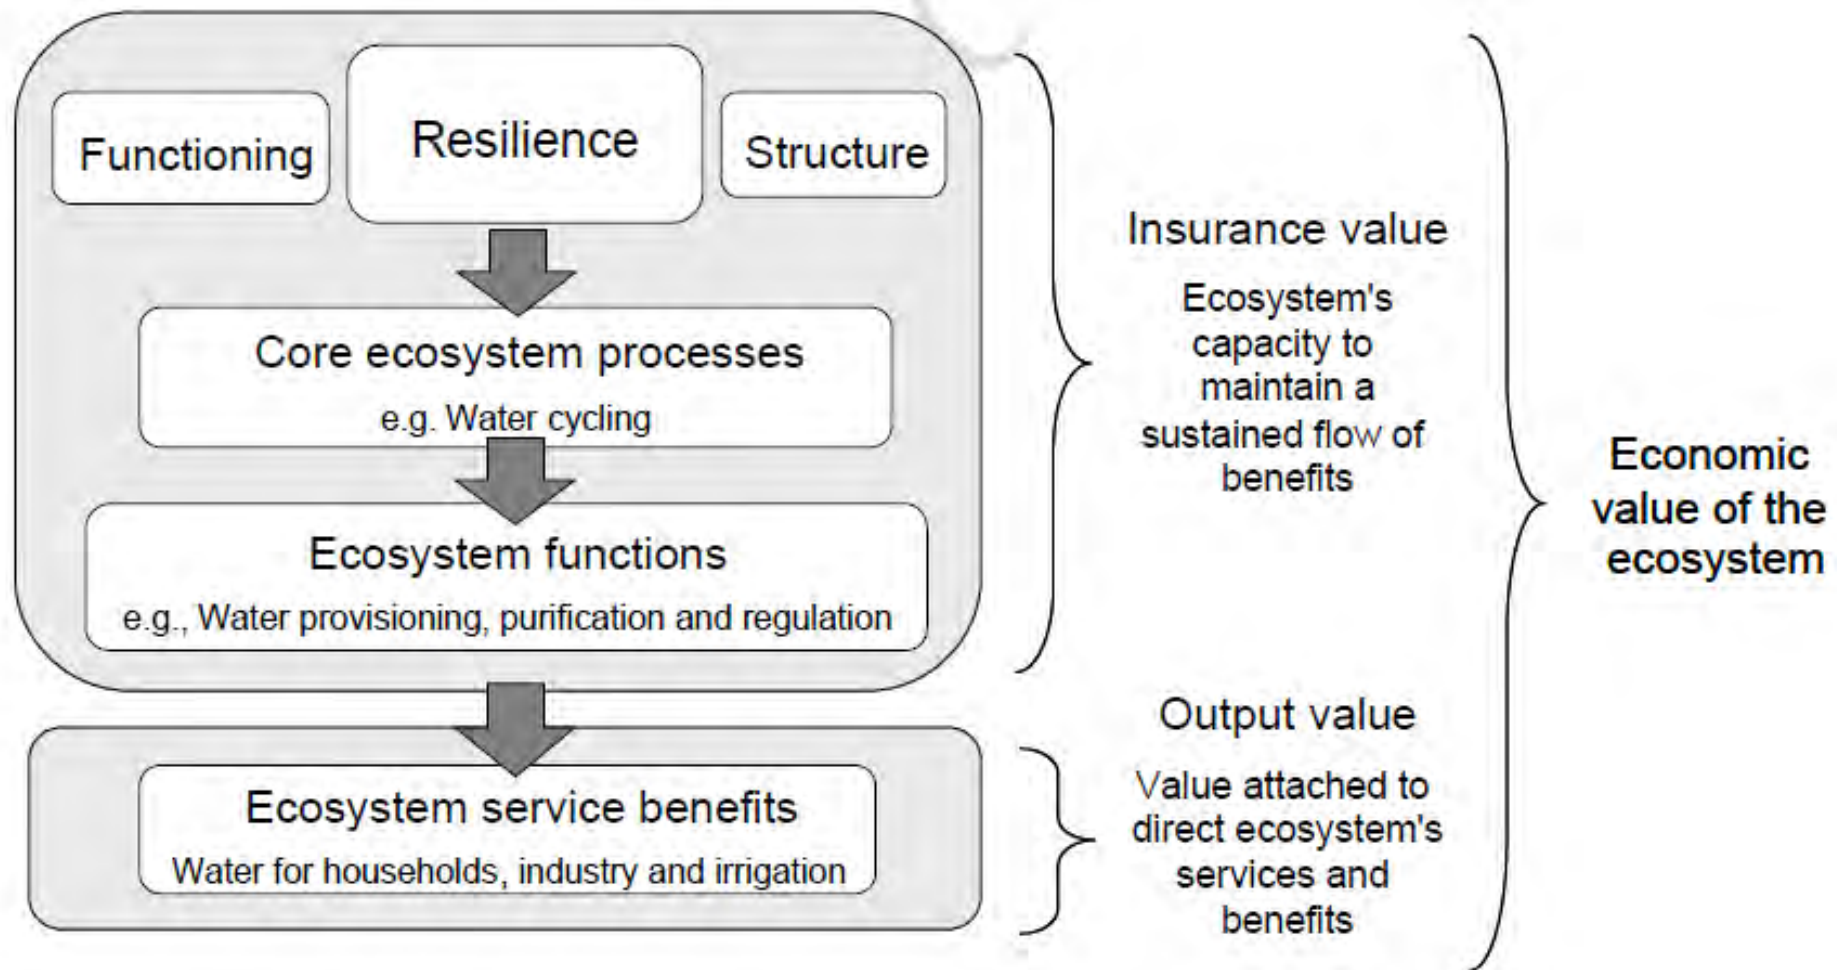 Functioning
Resilience
Structure
Core ecosystem processes
e.g. Water cycling
Ecosystem functions
e.g., Water provisioning, purification and regulation
Ecosystem service benefits
Water for households, industry and irrigation
Insurance value
Ecosystem's
capacity to
maintain a
sustained flow of
benefits
Output value
Value attached to
direct ecosystem's
services and
benefits
Economic
value of the
ecosystem